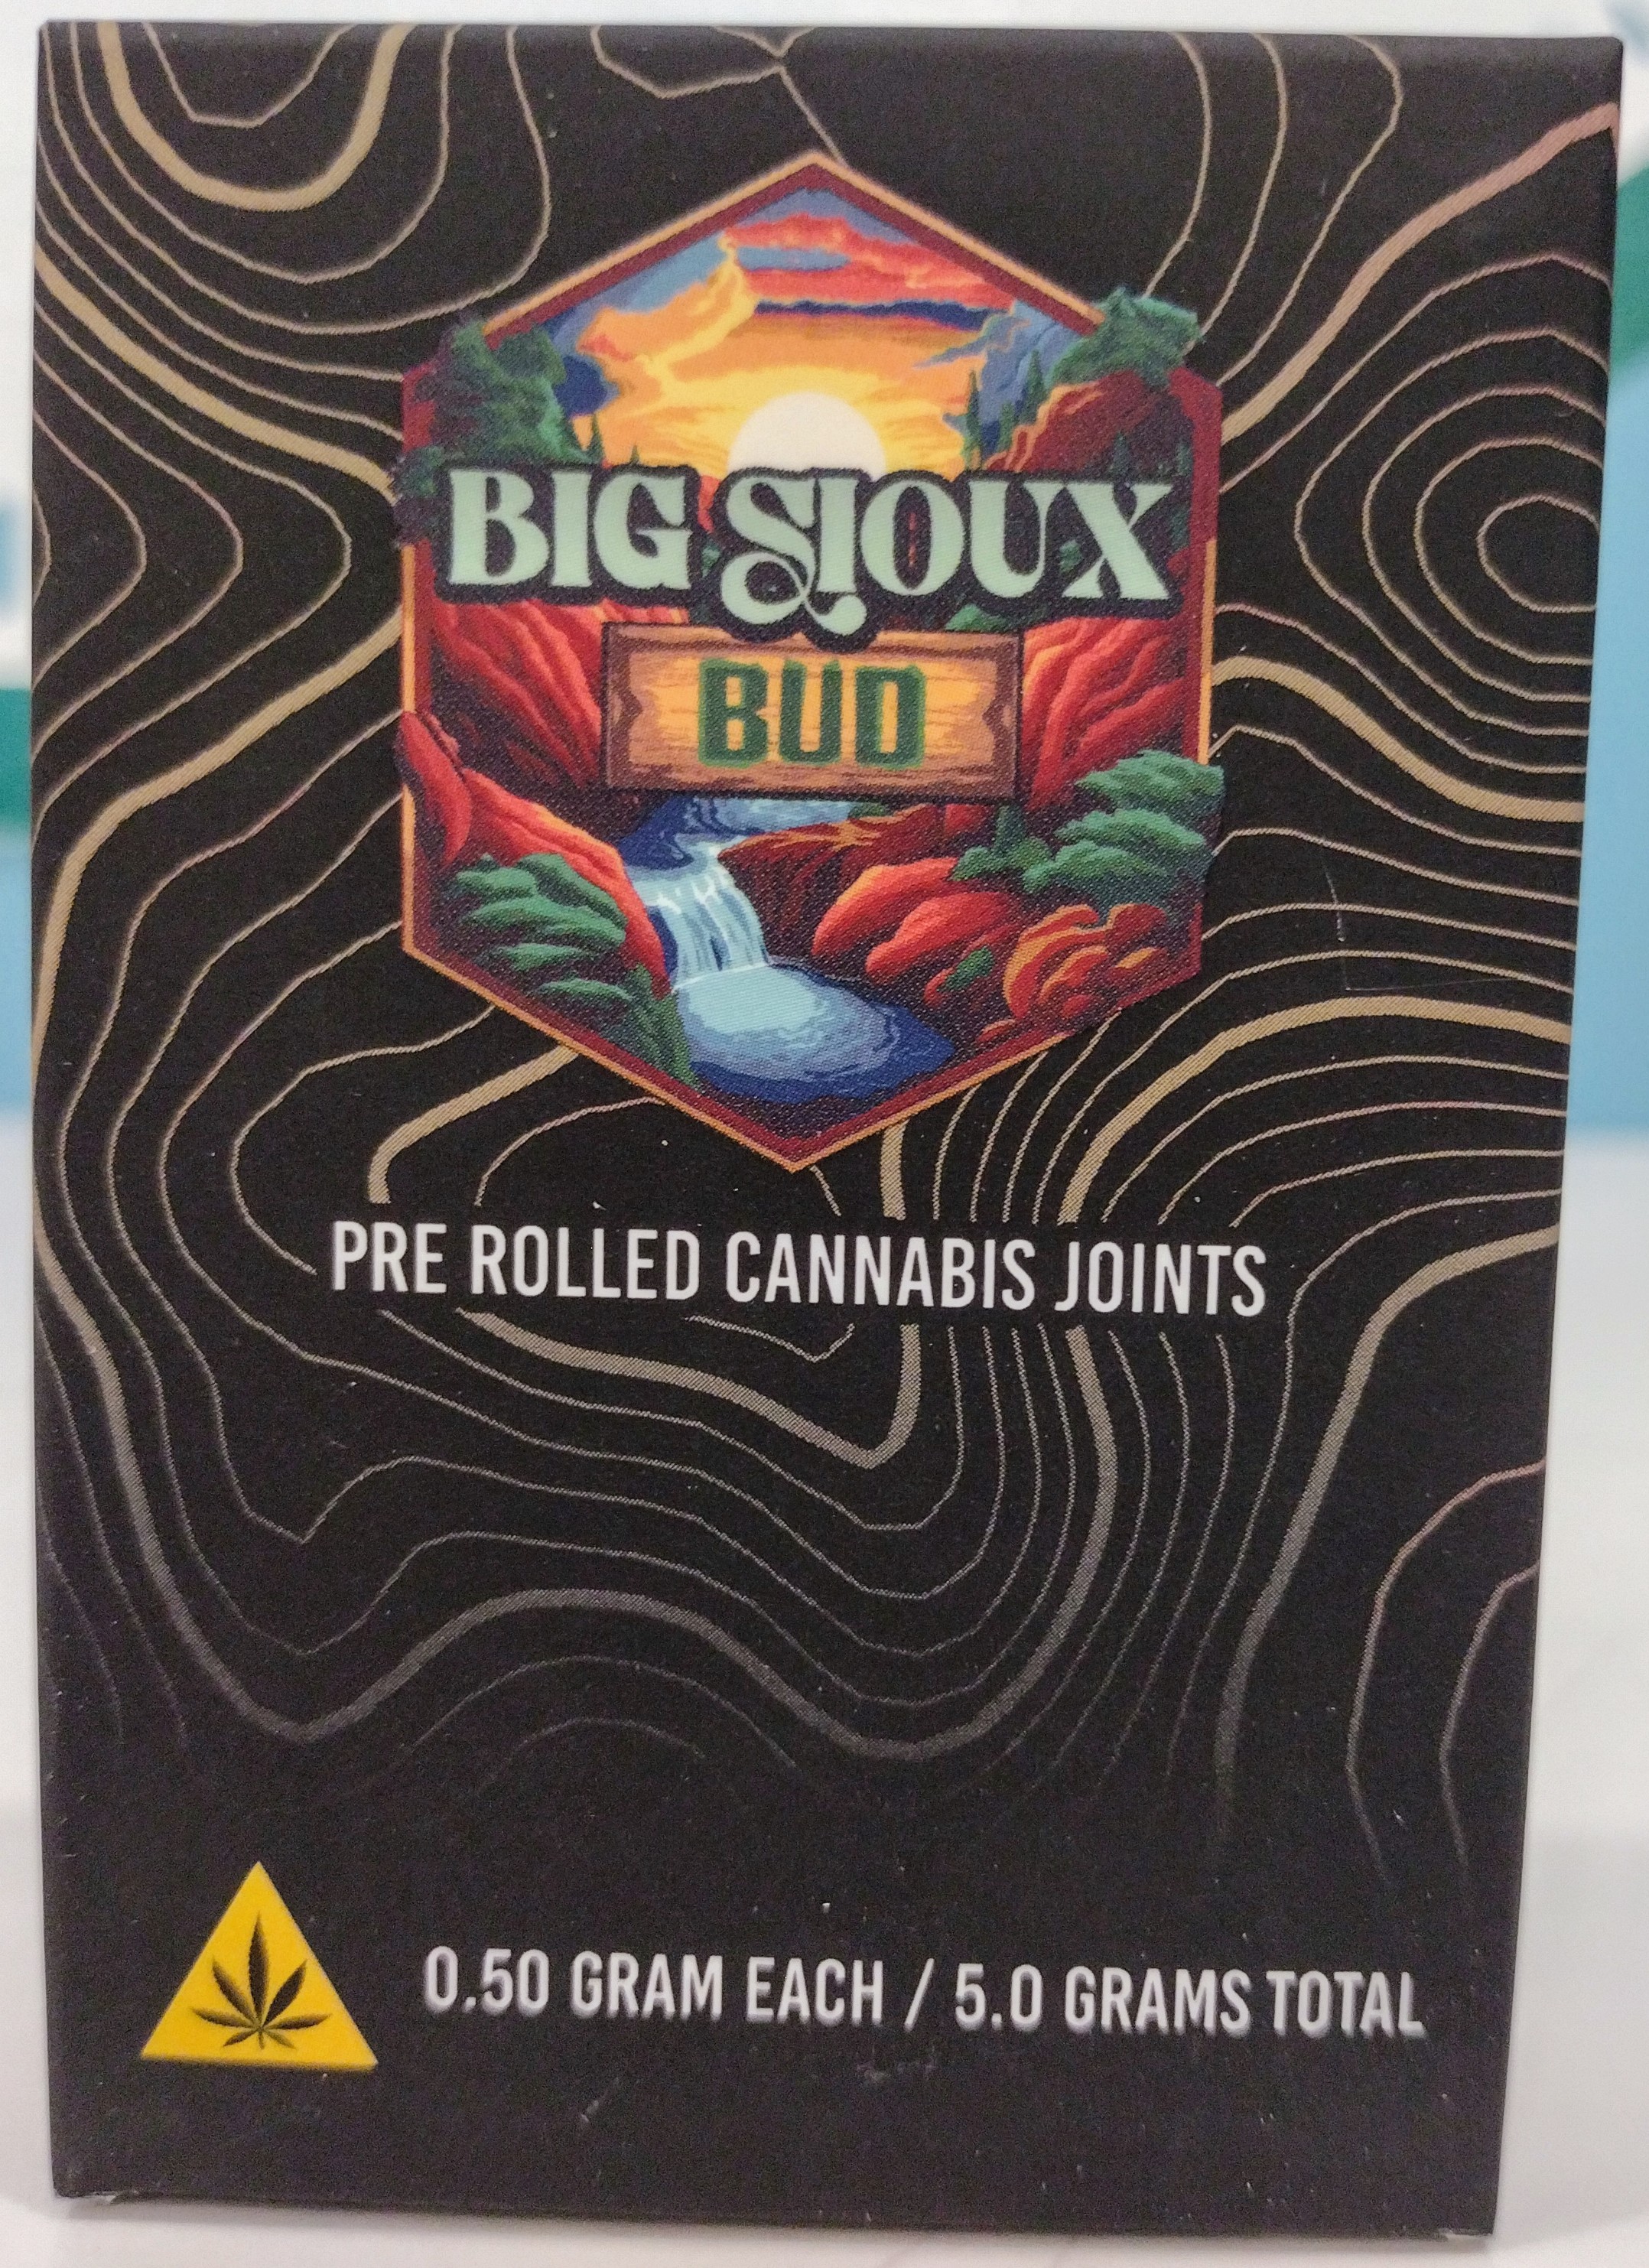 BIG SIOUX
BUD
PRE ROLLED CANNABIS JOINTS
0.50 GRAM EACH / 5.0 GRAMS TOTAL